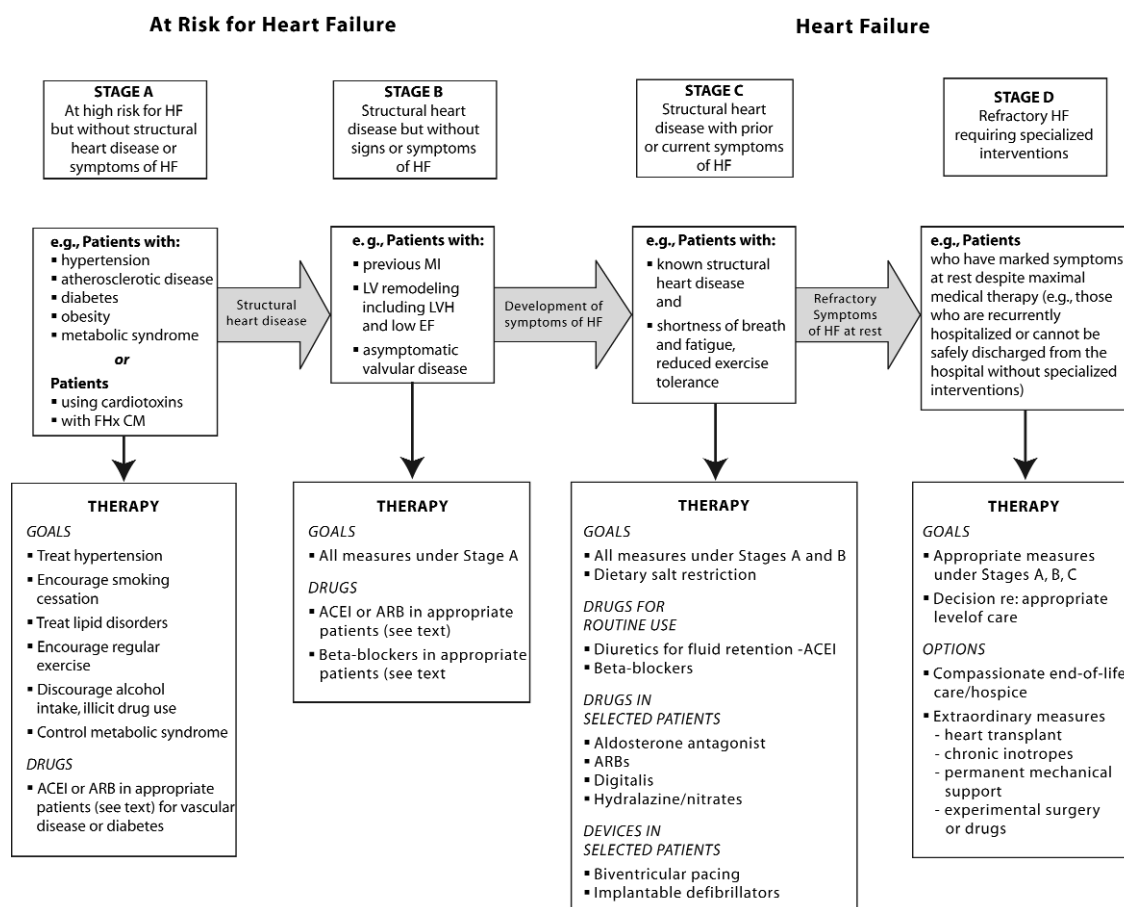 At Risk for Heart Failure
Heart Failure
STAGE A
At high risk for HF
but without structural
heart disease or
symptoms of HF
STAGE B
Structural heart
disease but without
signs or symptoms
of HF
STAGE C
Structural heart
disease with prior
or current symptoms
of HF
STAGE D
Refractory HF
requiring specialized
interventions
e.g., Patients with:
▪ hypertension
▪ atherosclerotic disease
▪ diabetes
▪ obesity
▪ metabolic syndrome
or
Patients
▪ using cardiotoxins
▪ with FHx CM
Structural
heart disease
e. g., Patients with:
▪ previous MI
▪ LV remodeling
including LVH
and low EF
▪ asymptomatic
valvular disease
Development of
symptoms of HF
e.g., Patients with:
▪ known structural
heart disease
and
▪ shortness of breath
and fatigue,
reduced exercise
tolerance
Refractory
Symptoms
of HF at rest
e.g., Patients
who have marked symptoms
at rest despite maximal
medical therapy (e.g., those
who are recurrently
hospitalized or cannot be
safely discharged from the
hospital without specialized
interventions)
THERAPY
GOALS
▪ Treat hypertension
▪ Encourage smoking
cessation
▪ Treat lipid disorders
▪ Encourage regular
exercise
▪ Discourage alcohol
intake, illicit drug use
▪ Control metabolic syndrome
DRUGS
▪ ACEI or ARB in appropriate
patients (see text) for vascular
disease or diabetes
THERAPY
GOALS
▪ All measures under Stage A
DRUGS
▪ ACEI or ARB in appropriate
patients (see text)
▪ Beta-blockers in appropriate
patients (see text
THERAPY
GOALS
▪ All measures under Stages A and B
▪ Dietary salt restriction
DRUGS FOR
ROUTINE USE
▪ Diuretics for fluid retention -ACEI
▪ Beta-blockers
DRUGS IN
SELECTED PATIENTS
▪ Aldosterone antagonist
▪ ARBs
▪ Digitalis
▪ Hydralazine/nitrates
DEVICES IN
SELECTED PATIENTS
▪ Biventricular pacing
▪ Implantable defibrillators
THERAPY
GOALS
▪ Appropriate measures
under Stages A, B, C
▪ Decision re: appropriate
levelof care
OPTIONS
▪ Compassionate end-of-life
care/hospice
▪ Extraordinary measures
- heart transplant
- chronic inotropes
- permanent mechanical
support
- experimental surgery
or drugs